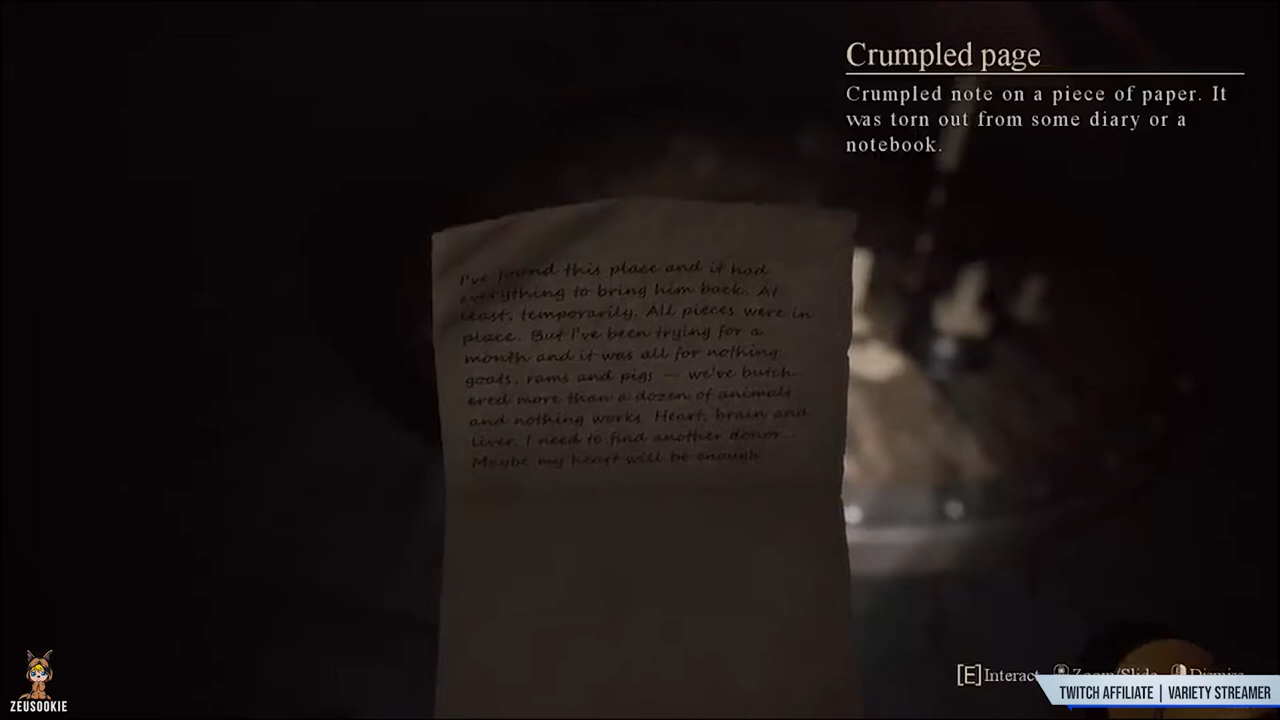 Crumpled page
Crumpled note on a piece of paper. It
was torn out from some diary or a
notebook.
I've found this place and it had
everything to bring him back. At
least, temporarily. All pieces were in
place. But I've been trying for a
month and it was all for nothing:
goats, rams and pigs — we've butch-
ered more than a dozen of animals
and nothing works. Heart, brain and
liver. I need to find another donor...
Maybe my heart will be enough
[E]Interact Zoom/Slide Dismiss
TWITCH AFFILIATE | VARIETY STREAMER
ZEUSOOKIE